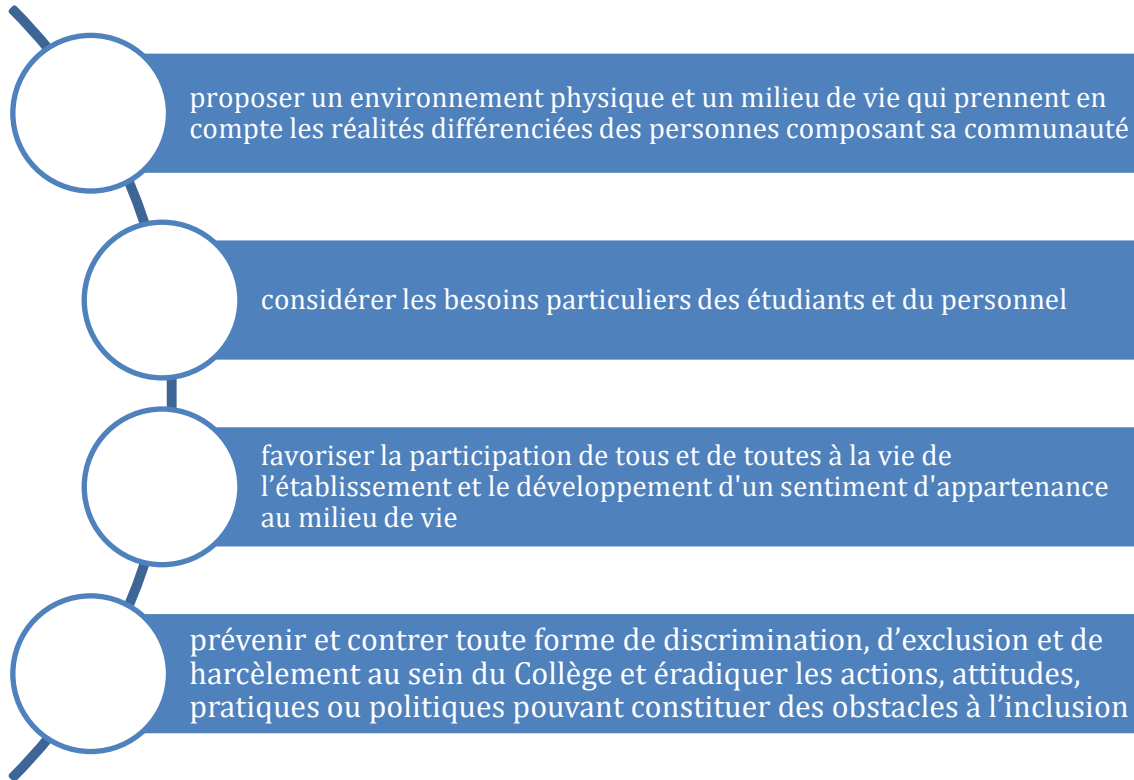 proposer un environnement physique et un milieu de vie qui prennent en
compte les réalités différenciées des personnes composant sa communauté
considérer les besoins particuliers des étudiants et du personnel
favoriser la participation de tous et de toutes à la vie de
l’établissement et le développement d'un sentiment d'appartenance
au milieu de vie
prévenir et contrer toute forme de discrimination, d’exclusion et de
harcèlement au sein du Collège et éradiquer les actions, attitudes,
pratiques ou politiques pouvant constituer des obstacles à l’inclusion